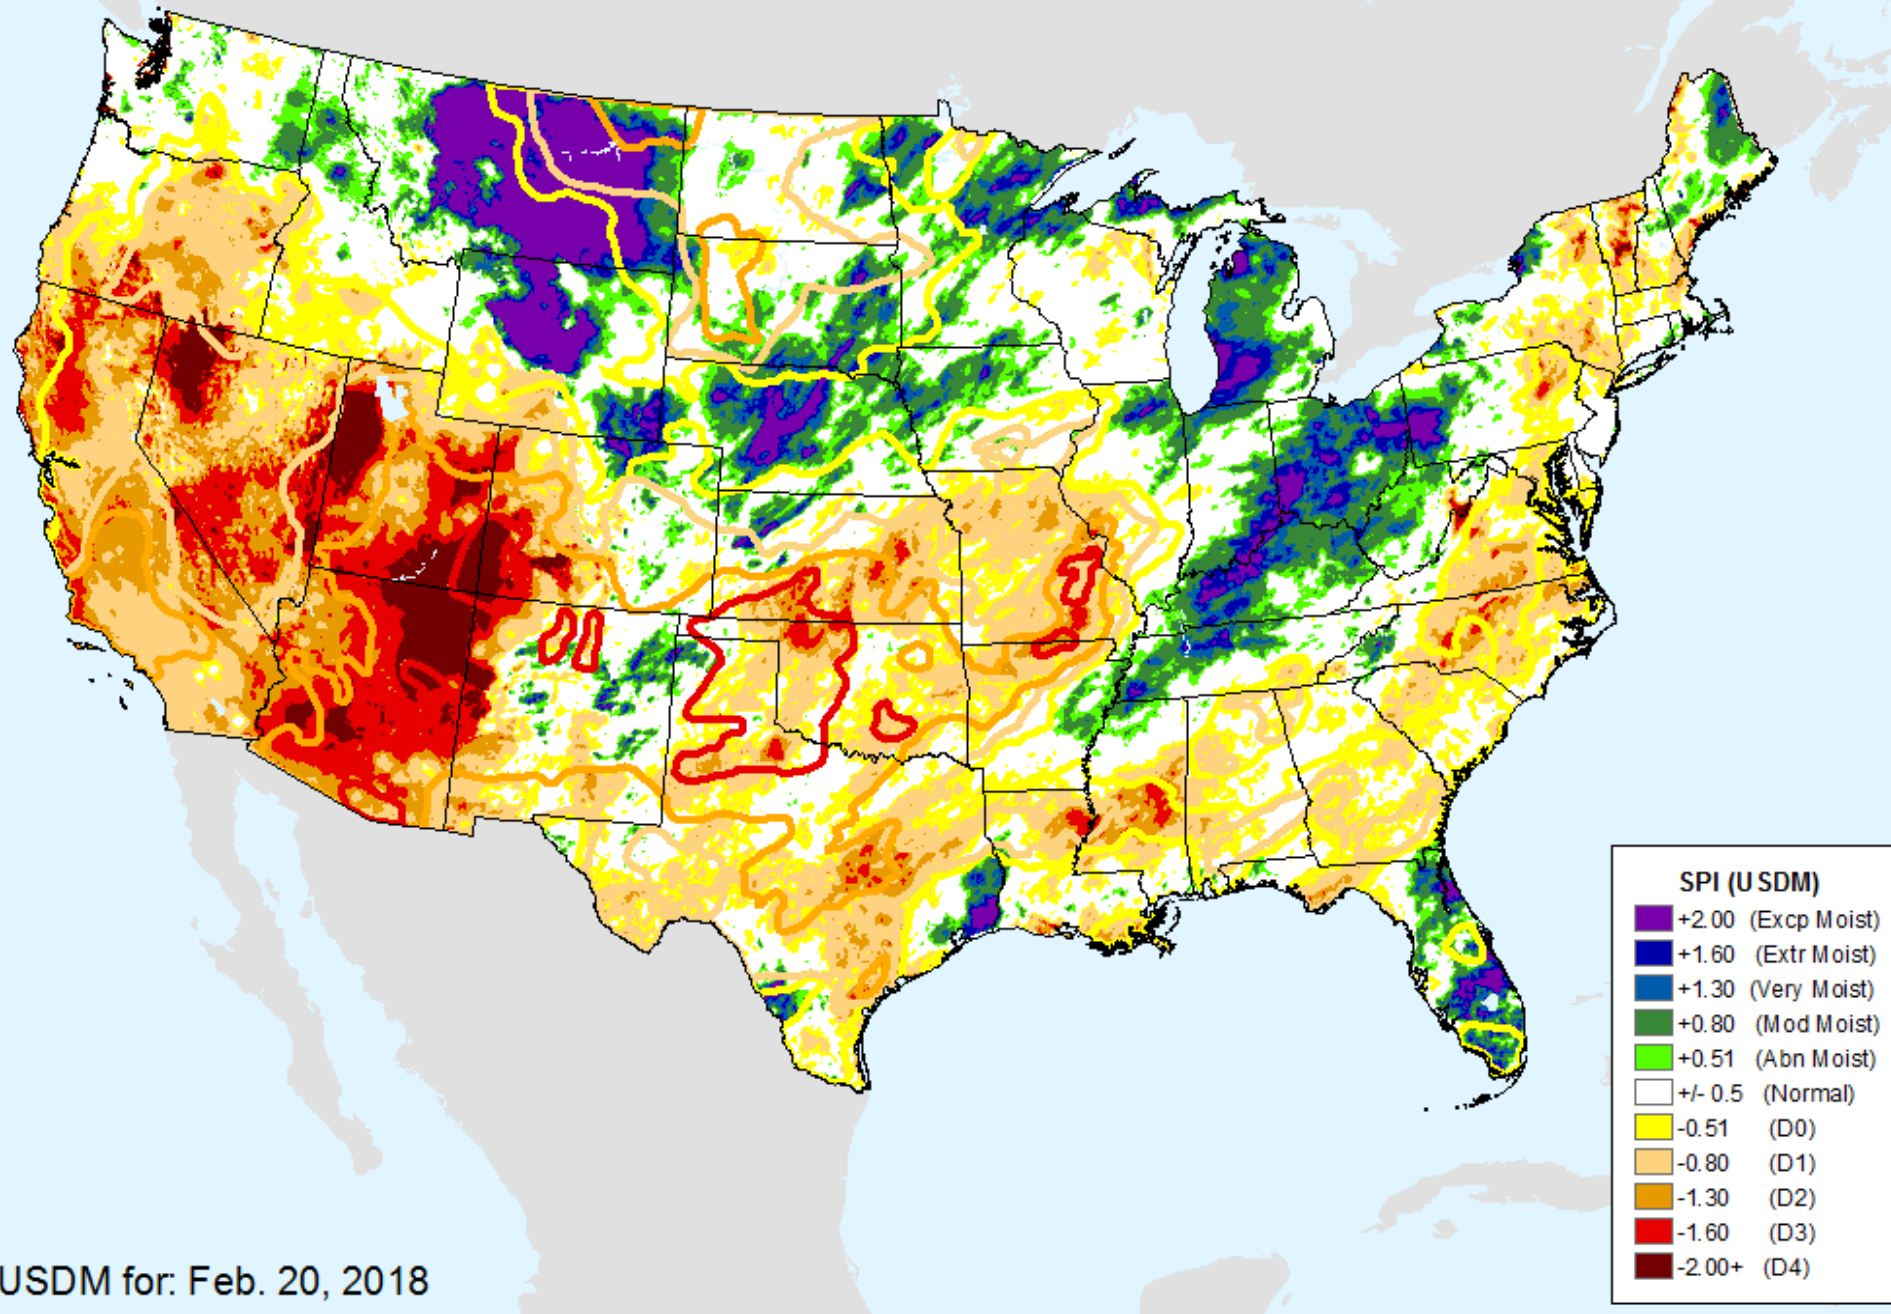 SPI (USDM)
+2.00 (Excp Moist)
+1.60 (Extr Moist)
+1.30 (Very Moist)
+0.80 (Mod Moist)
+0.51 (Abn Moist)
+/- 0.5 (Normal)
-0.51 (D0)
-0.80 (D1)
-1.30 (D2)
-1.60 (D3)
-2.00+ (D4)
USDM for: Feb. 20, 2018